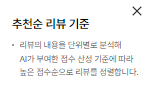 추천순 리뷰 기준
• 리뷰의 내용을 단위별로 분석해
AI가 부여한 점수 산성 기준에 따라
높은 점수순으로 리뷰를 정렬합니다.